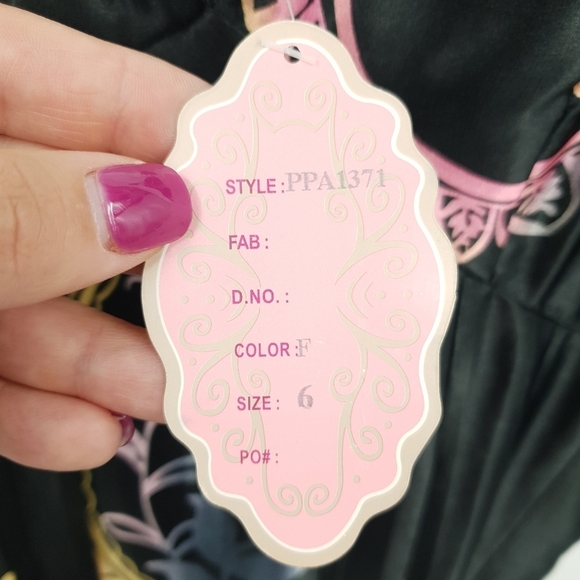 STYLE: PPA1371
FAB :
D.NO. :
COLOR : F
SIZE : 6
PO# :